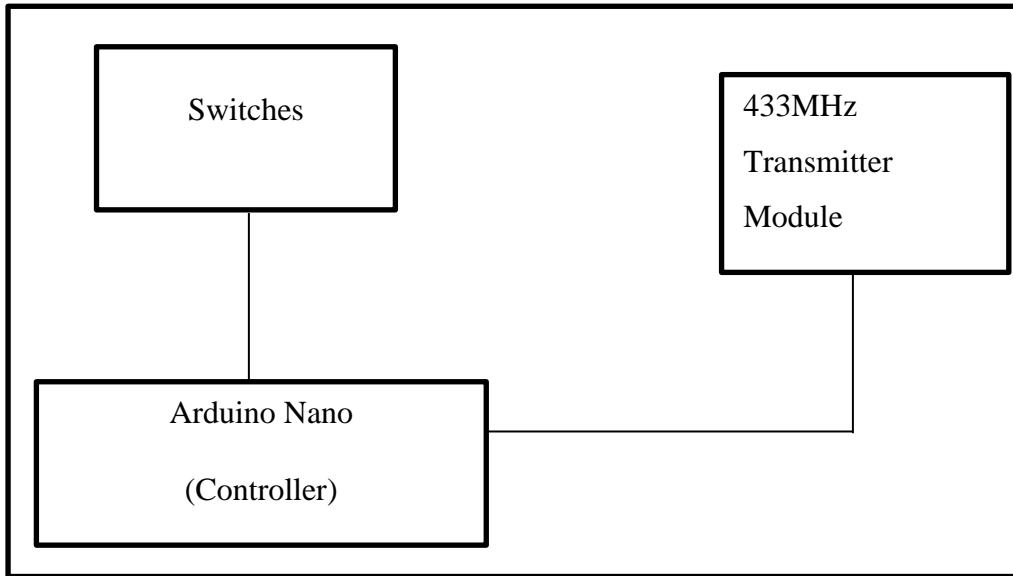 Switches
433MHz
Transmitter
Module
Arduino Nano
(Controller)